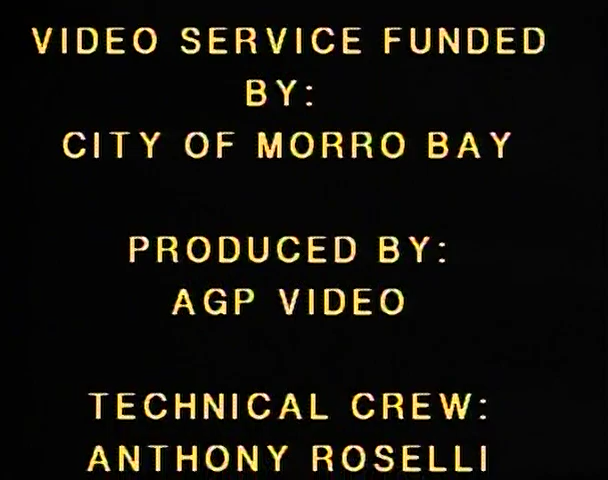 VIDEO SERVICE FUNDED
BY:
CITY OF MORRO BAY
PRODUCED BY:
AGP VIDEO
TECHNICAL CREW:
ANTHONY ROSELLI